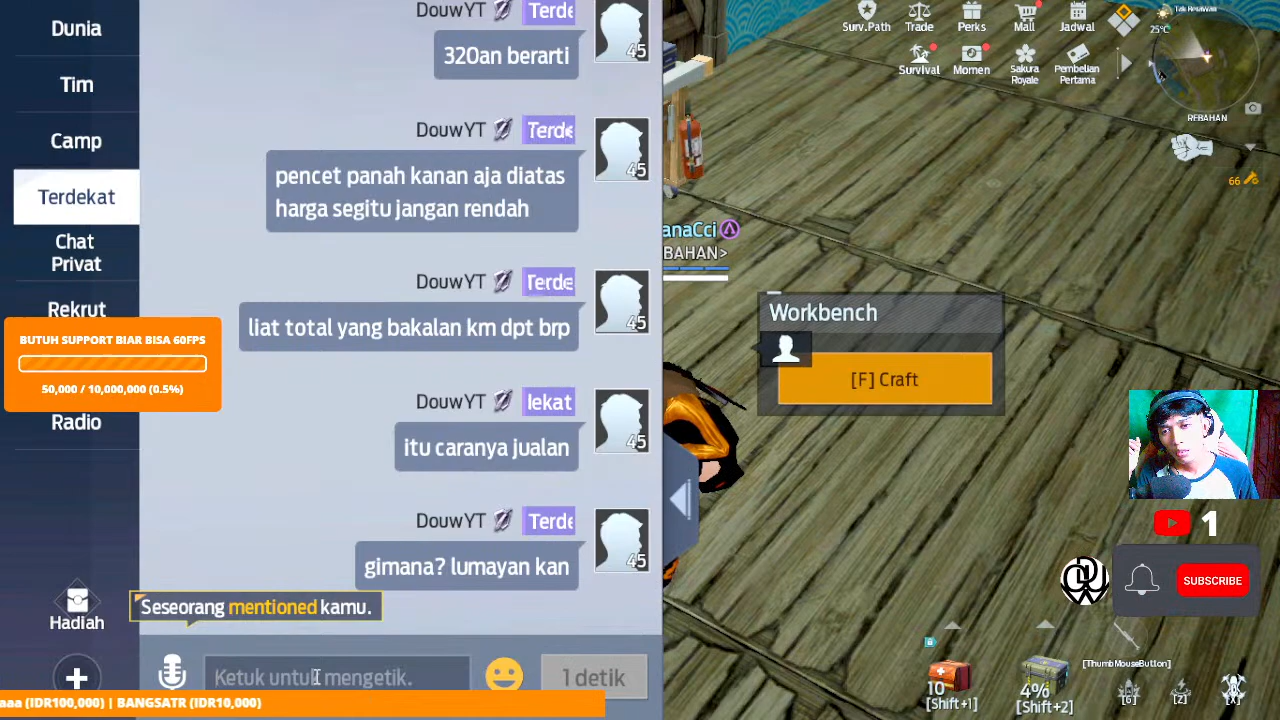 Dunia
Tim
Camp
Terdekat
Chat
Privat
Rekrut
Radio
Hadiah
BUTUH SUPPORT BIAR BISA 60FPS
50,000 / 10,000,000 (0.5%)
DouwYT Terde
320an berarti
45
DouwYT Terde
pencet panah kanan aja diatas
harga segitu jangan rendah
45
DouwYT Terde
liat total yang bakalan km dpt brp
45
DouwYT lekat
itu caranya jualan
45
DouwYT Terde
gimana? lumayan kan
45
Seseorang mentioned kamu.
Ketuk untuk mengetik.
1 detik
aaa (IDR100,000) | BANGSATR (IDR10,000)
Surv.Path
Trade
Perks
Mall
Jadwal
25°C
Survival
Momen
Sakura
Royale
Pembelian
Pertama
REBAHAN
66
anaCci
BAHAN>
Workbench
[F] Craft
1
SUBSCRIBE
10
[Shift+1]
4%
[Shift+2]
[ThumbMouseButton]
[G]
[Z]
[X]